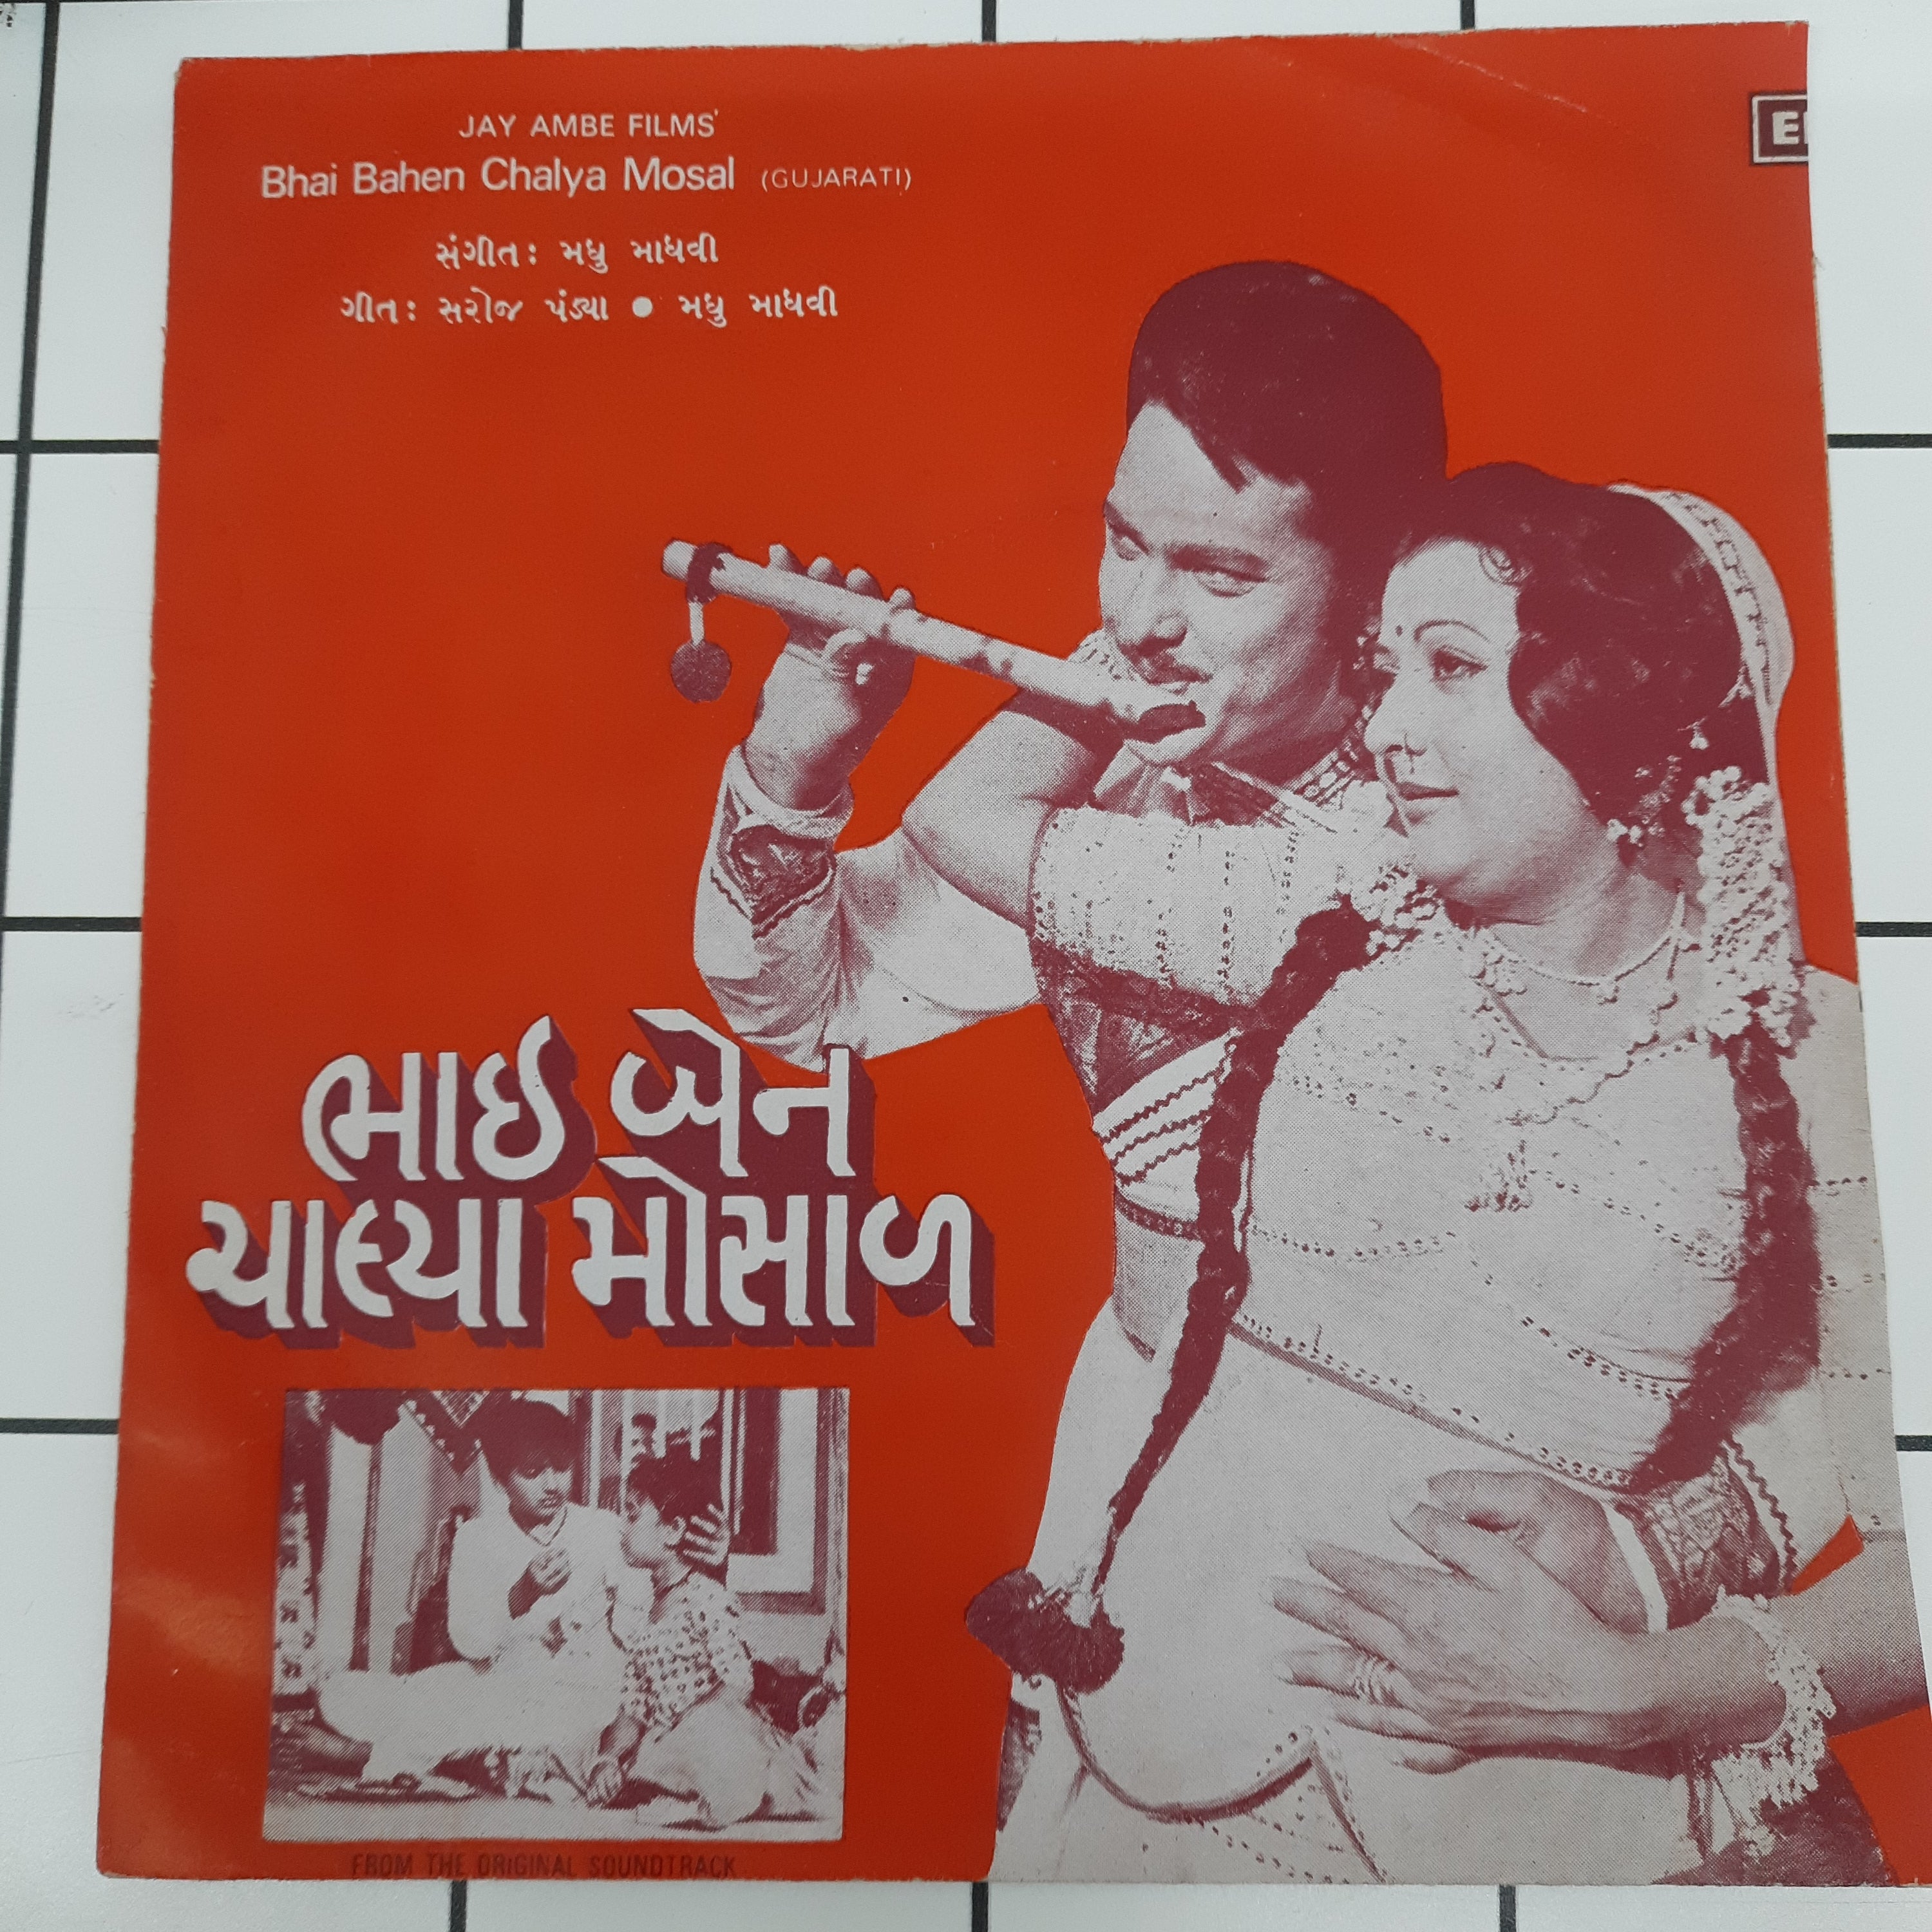 JAY AMBE FILMS'
Bhai Bahen Chalya Mosal (GUJARATI)
સંગીત: મધુ માધવી
ગીત: સરોજ પંડ્યા ● મધુ માધવી
ભાઈ બેન
ચાલ્યા મોસાળ
FROM THE ORIGINAL SOUNDTRACK